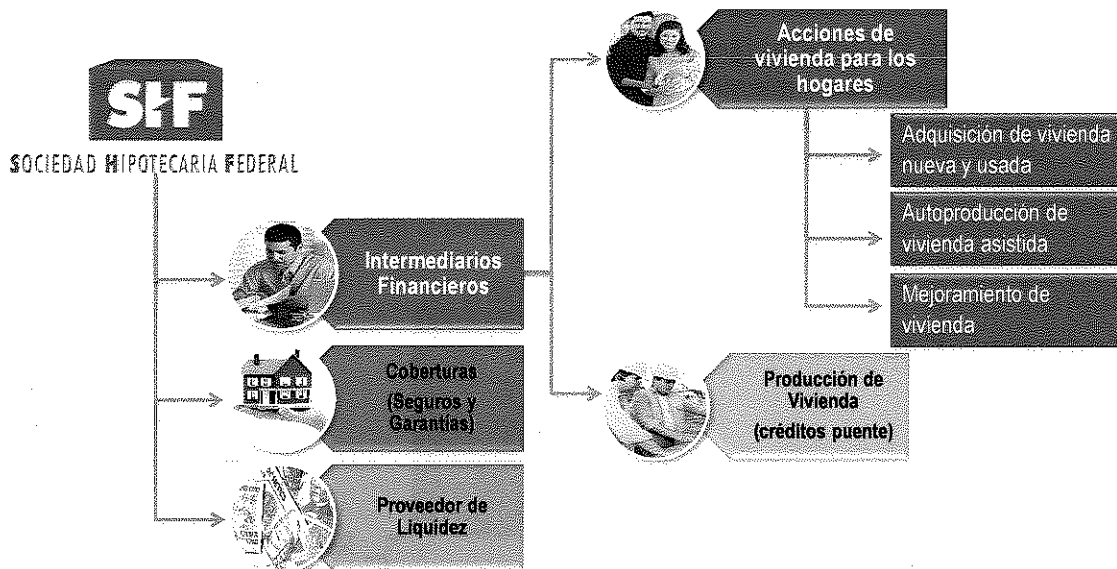 SHF
SOCIEDAD HIPOTECARIA FEDERAL
Intermediarios
Financieros
Coberturas
(Seguros y
Garantías)
Proveedor de
Liquidez
Acciones de
vivienda para los
hogares
Adquisición de vivienda
nueva y usada
Autoproducción de
vivienda asistida
Mejoramiento de
vivienda
Producción de
Vivienda
(créditos puente)